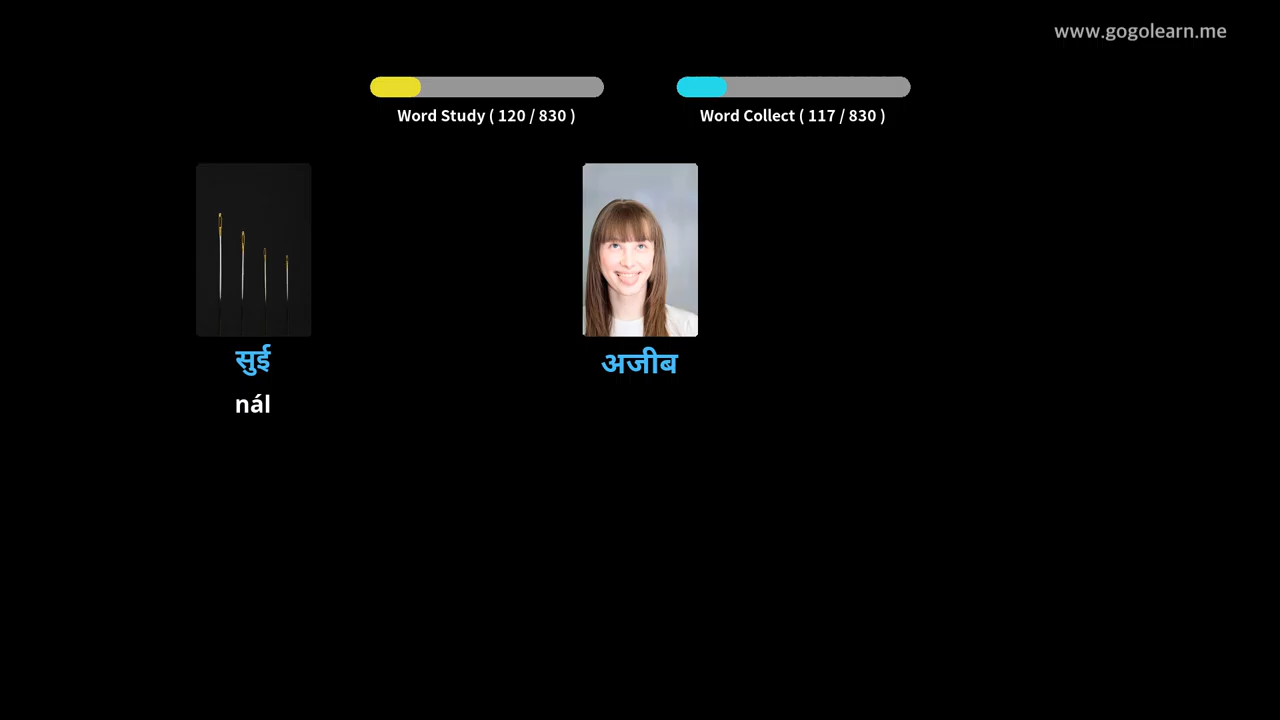 www.gogolearn.me
Word Study ( 120 / 830 )
Word Collect ( 117 / 830 )
सुई
अजीब
nál